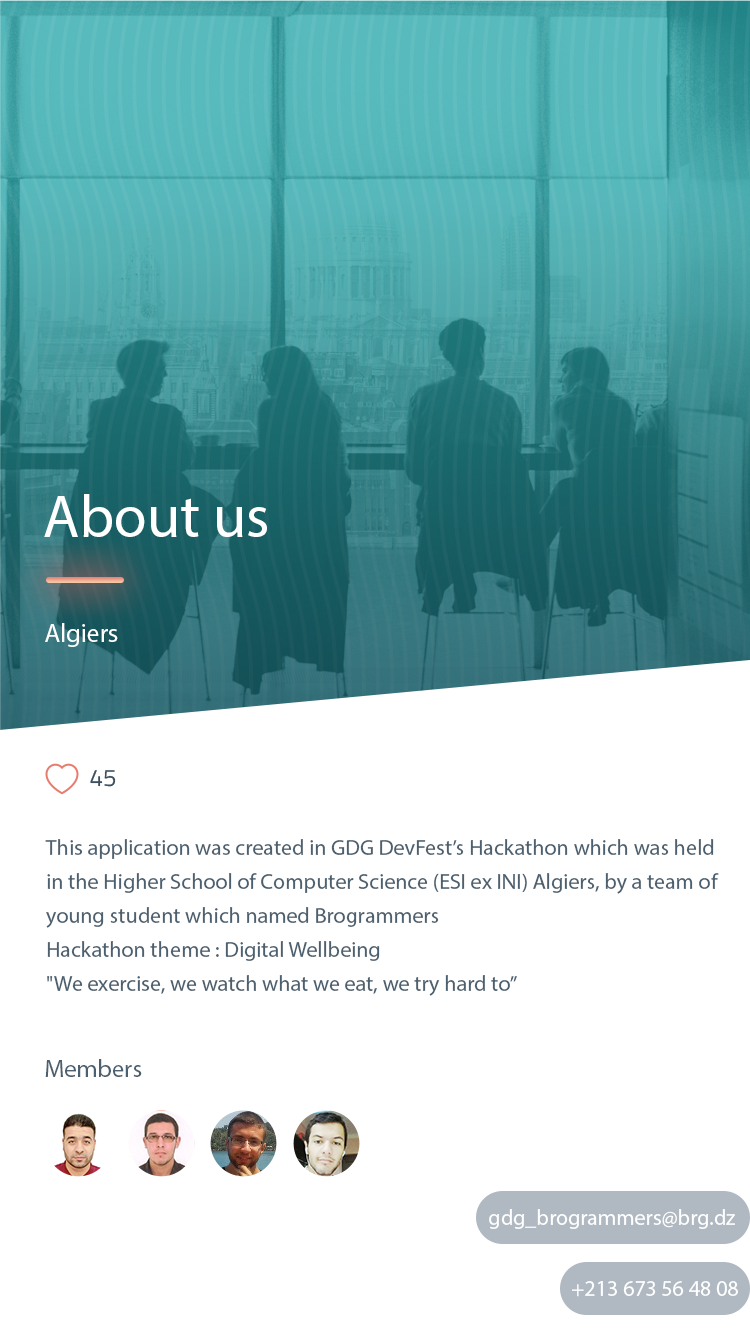 About us
Algiers
45
This application was created in GDG DevFest’s Hackathon which was held
in the Higher School of Computer Science (ESI ex INI) Algiers, by a team of
young student which named Brogrammers
Hackathon theme : Digital Wellbeing
"We exercise, we watch what we eat, we try hard to”
Members
gdg_brogrammers@brg.dz
+213 673 56 48 08